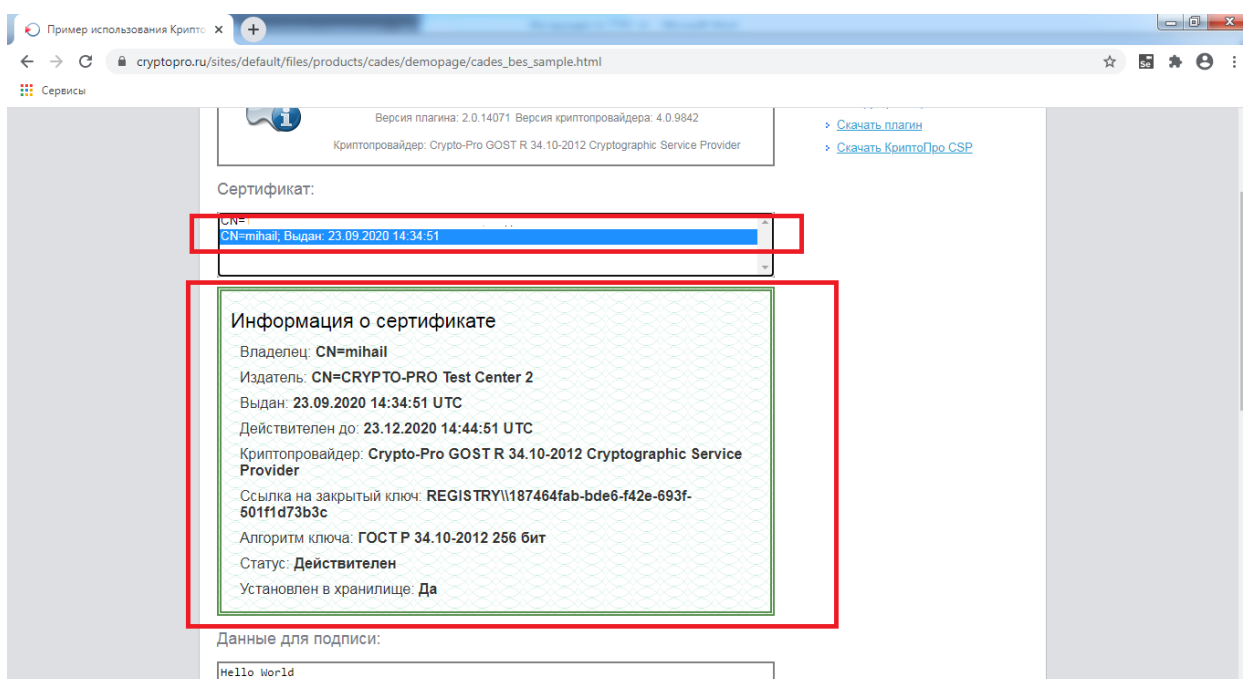 Пример использования Крипто
cryptopro.ru/sites/default/files/products/cades/demopage/cades_bes_sample.html
Se
Сервисы
Версия плагина: 2.0.14071 Версия криптопровайдера: 4.0.9842
Криптопровайдер: Crypto-Pro GOST R 34.10-2012 Cryptographic Service Provider
Скачать плагин
Скачать КриптоПро CSP
Сертификат:
CN=
CN=mihail; Выдан: 23.09.2020 14:34:51
Информация о сертификате
Владелец: CN=mihail
Издатель: CN=CRYPTO-PRO Test Center 2
Выдан: 23.09.2020 14:34:51 UTC
Действителен до: 23.12.2020 14:44:51 UTC
Криптопровайдер: Crypto-Pro GOST R 34.10-2012 Cryptographic Service
Provider
Ссылка на закрытый ключ: REGISTRY\\187464fab-bde6-f42e-693f-
501f1d73b3c
Алгоритм ключа: ГОСТ Р 34.10-2012 256 бит
Статус: Действителен
Установлен в хранилище: Да
Данные для подписи:
Hello World